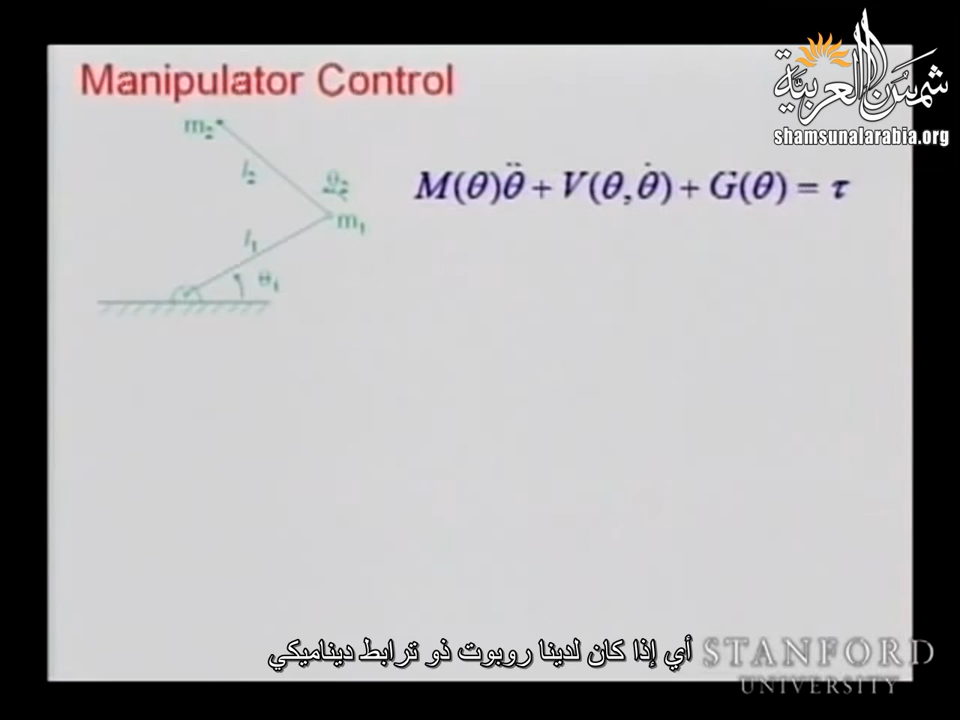 شمس العربية
shamsunalarabia.org
Manipulator Control
m₂
l₂
θ₂
m₁
l₁
θ₁
M(θ)θ̈ + V(θ,θ̇) + G(θ) = τ
أي إذا كان لدينا روبوت ذو ترابط ديناميكي
STANFORD
UNIVERSITY